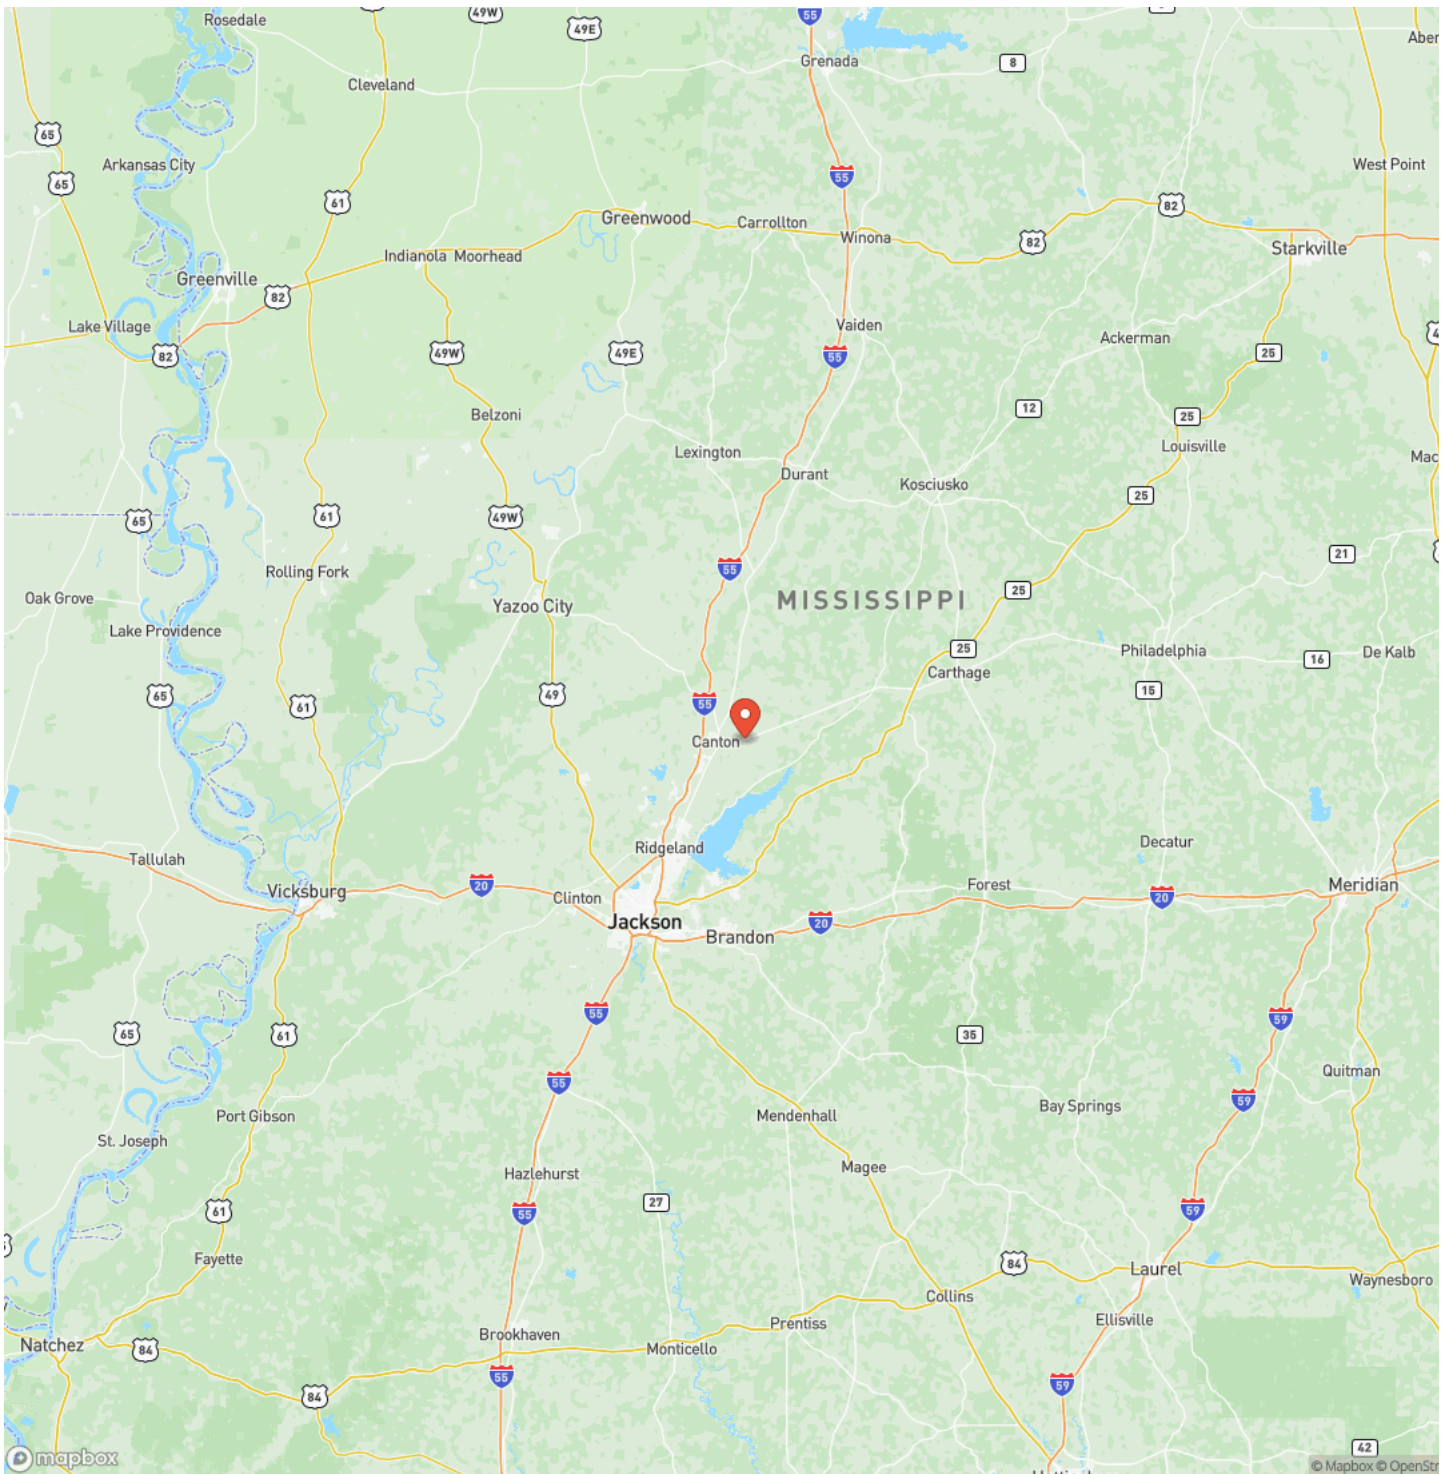 Rosedale
49W
49E
55
Aber
Grenada
8
Cleveland
65
Arkansas City
65
55
West Point
61
82
Greenwood
Carrollton
Winona
82
Starkville
Indianola Moorhead
Greenville
82
Lake Village
Vaiden
Ackerman
82
49W
49E
55
25
12
25
Belzoni
Louisville
Lexington
Durant
Kosciusko
Mac
25
65
61
49W
21
55
Rolling Fork
25
Oak Grove
Yazoo City
MISSISSIPPI
Lake Providence
25
Philadelphia
16
De Kalb
Carthage
65
61
49
55
15
Canton
Ridgeland
Decatur
Tallulah
Vicksburg
20
Clinton
Forest
20
Meridian
Jackson
Brandon
20
55
59
65
61
35
55
Quitman
59
Port Gibson
Mendenhall
Bay Springs
St. Joseph
Hazlehurst
Magee
61
55
27
59
Fayette
84
Laurel
Waynesboro
Collins
Natchez
84
Brookhaven
Monticello
Prentiss
Ellisville
55
84
59
mapbox
42
© Mapbox © OpenStr